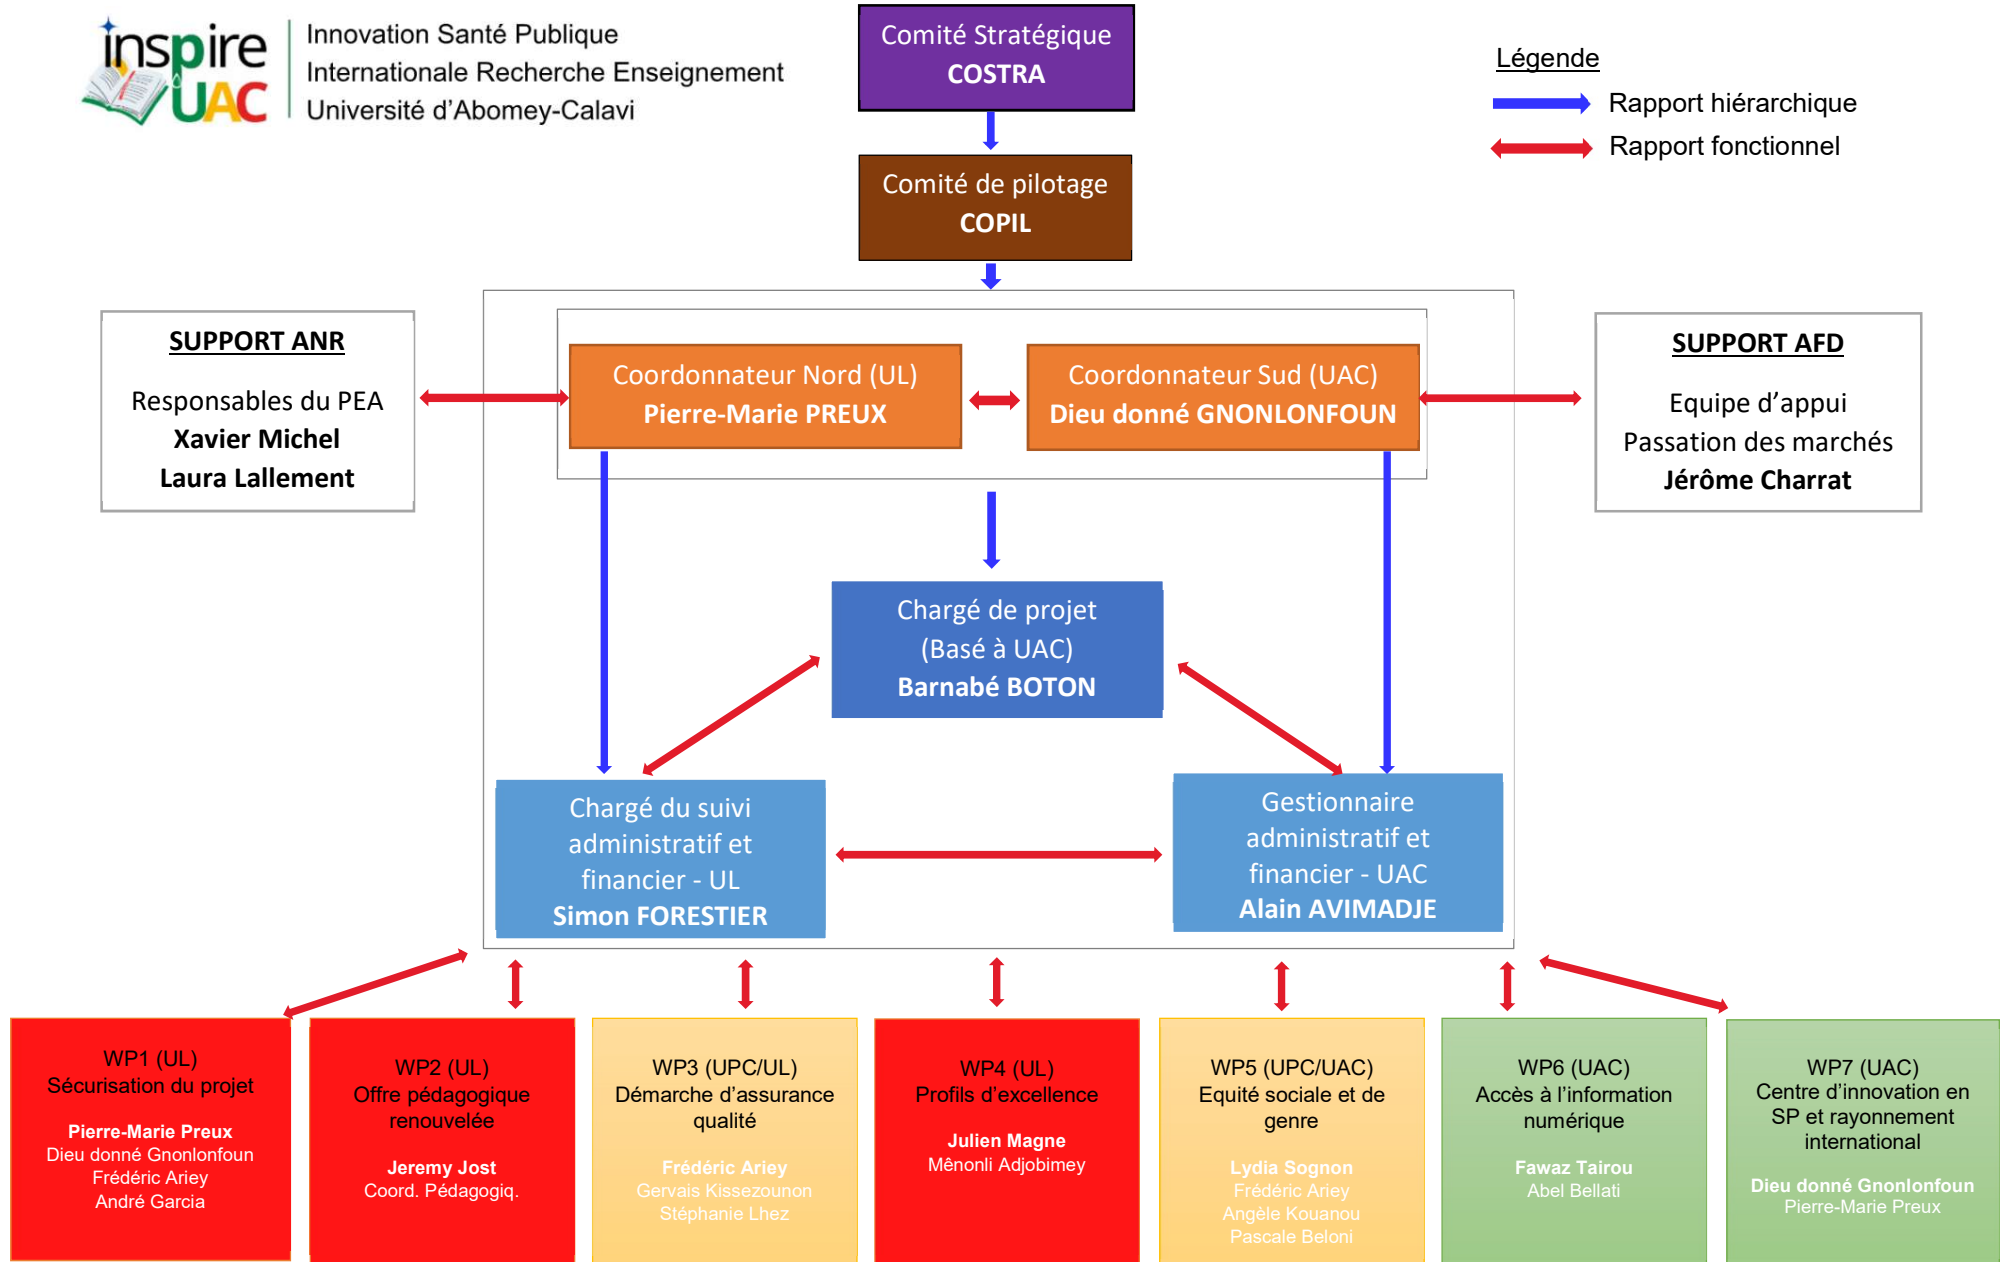 inspire
UAC
Innovation Santé Publique
Internationale Recherche Enseignement
Université d'Abomey-Calavi
Comité Stratégique
COSTRA
Légende
Rapport hiérarchique
Rapport fonctionnel
Comité de pilotage
COPIL
SUPPORT ANR
Responsables du PEA
Xavier Michel
Laura Lallement
Coordonnateur Nord (UL)
Pierre-Marie PREUX
Coordonnateur Sud (UAC)
Dieu donné GNONLONFOUN
SUPPORT AFD
Equipe d'appui
Passation des marchés
Jérôme Charrat
Chargé de projet
(Basé à UAC)
Barnabé BOTON
Chargé du suivi
administratif et
financier - UL
Simon FORESTIER
Gestionnaire
administratif et
financier - UAC
Alain AVIMADJE
WP1 (UL)
Sécurisation du projet
Pierre-Marie Preux
Dieu donné Gnonlonfoun
Frédéric Ariey
André Garcia
WP2 (UL)
Offre pédagogique
renouvelée
Jeremy Jost
Coord. Pédagogiq.
WP3 (UPC/UL)
Démarche d'assurance
qualité
Frédéric Ariey
Gervais Kissezounon
Stéphanie Lhez
WP4 (UL)
Profils d'excellence
Julien Magne
Mênonli Adjobimey
WP5 (UPC/UAC)
Equité sociale et de
genre
Lydia Sognon
Frédéric Ariey
Angèle Kouanou
Pascale Beloni
WP6 (UAC)
Accès à l'information
numérique
Fawaz Tairou
Abel Bellati
WP7 (UAC)
Centre d'innovation en
SP et rayonnement
international
Dieu donné Gnonlonfoun
Pierre-Marie Preux